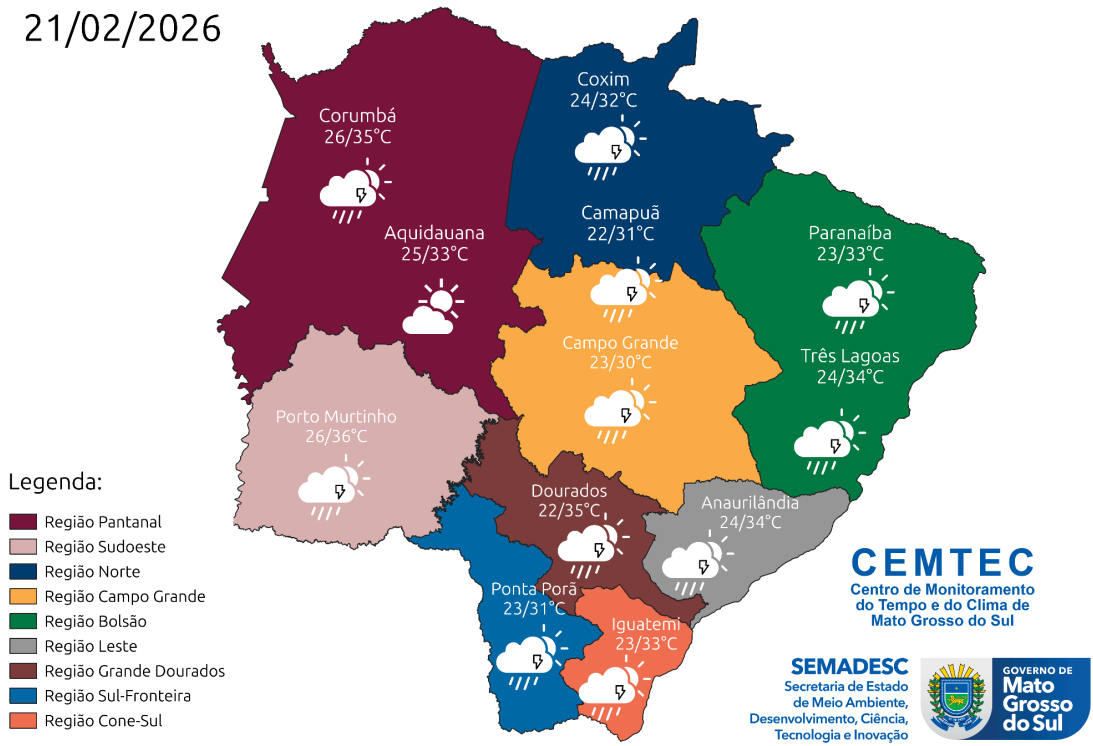 21/02/2026
Coxim
24/32°C
Corumbá
26/35°C
Camapuã
22/31°C
Aquidauana
25/33°C
Paranaíba
23/33°C
Campo Grande
23/30°C
Três Lagoas
24/34°C
Porto Murtinho
26/36°C
Dourados
22/35°C
Anaurilândia
24/34°C
Ponta Porã
23/31°C
Iguatemi
23/33°C
Legenda:
Região Pantanal
Região Sudoeste
Região Norte
Região Campo Grande
Região Bolsão
Região Leste
Região Grande Dourados
Região Sul-Fronteira
Região Cone-Sul
CEMTEC
Centro de Monitoramento
do Tempo e do Clima de
Mato Grosso do Sul
SEMADESC
Secretaria de Estado
de Meio Ambiente,
Desenvolvimento, Ciência,
Tecnologia e Inovação
GOVERNO DE
Mato
Grosso
do Sul